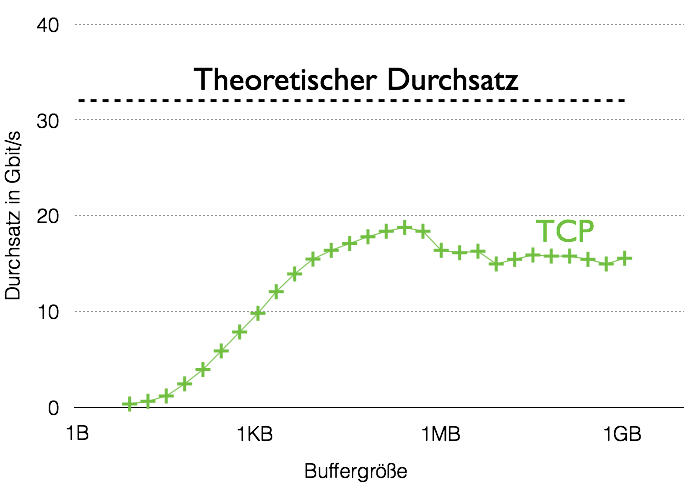 40
Theoretischer Durchsatz
30
Durchsatz in Gbit/s
20
TCP
10
0
1B 1KB 1MB 1GB
Buffergröße